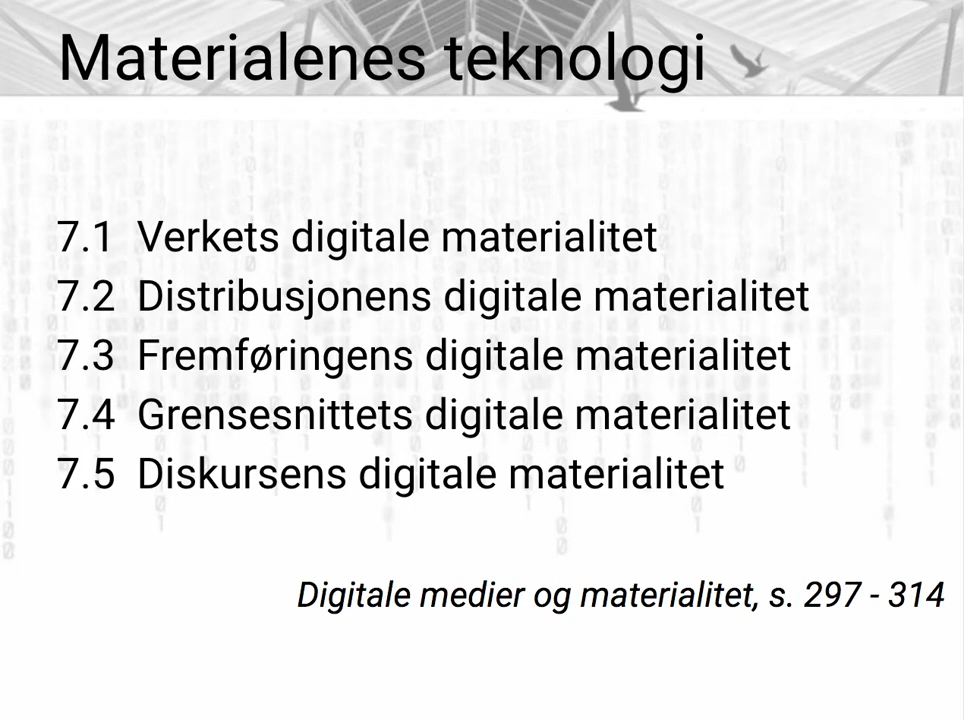 Materialenes teknologi
7.1 Verkets digitale materialitet
7.2 Distribusjonens digitale materialitet
7.3 Fremføringens digitale materialitet
7.4 Grensesnittets digitale materialitet
7.5 Diskursens digitale materialitet
Digitale medier og materialitet, s. 297 - 314